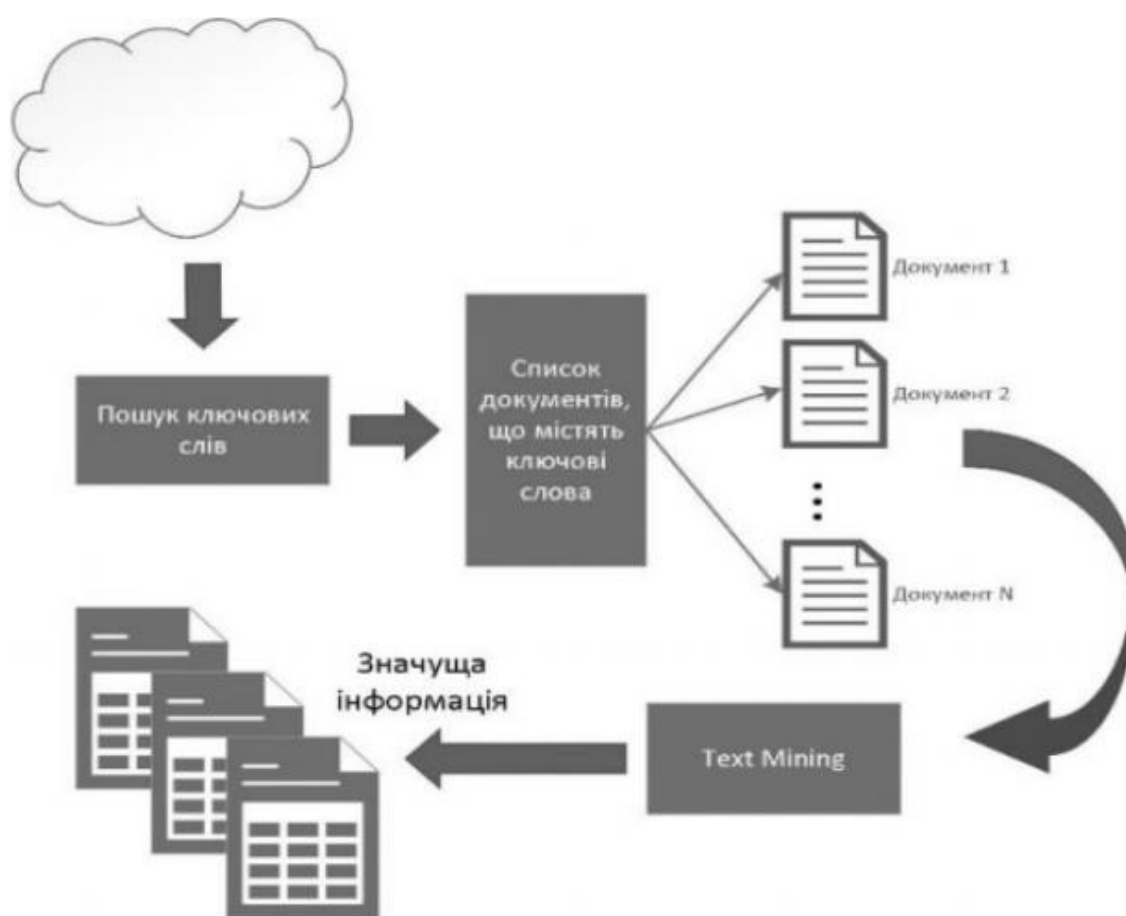 Документ 1
Список
документів,
що містять
ключові
слова
Пошук ключових
слів
Документ 2
Документ N
Значуща
інформація
Text Mining